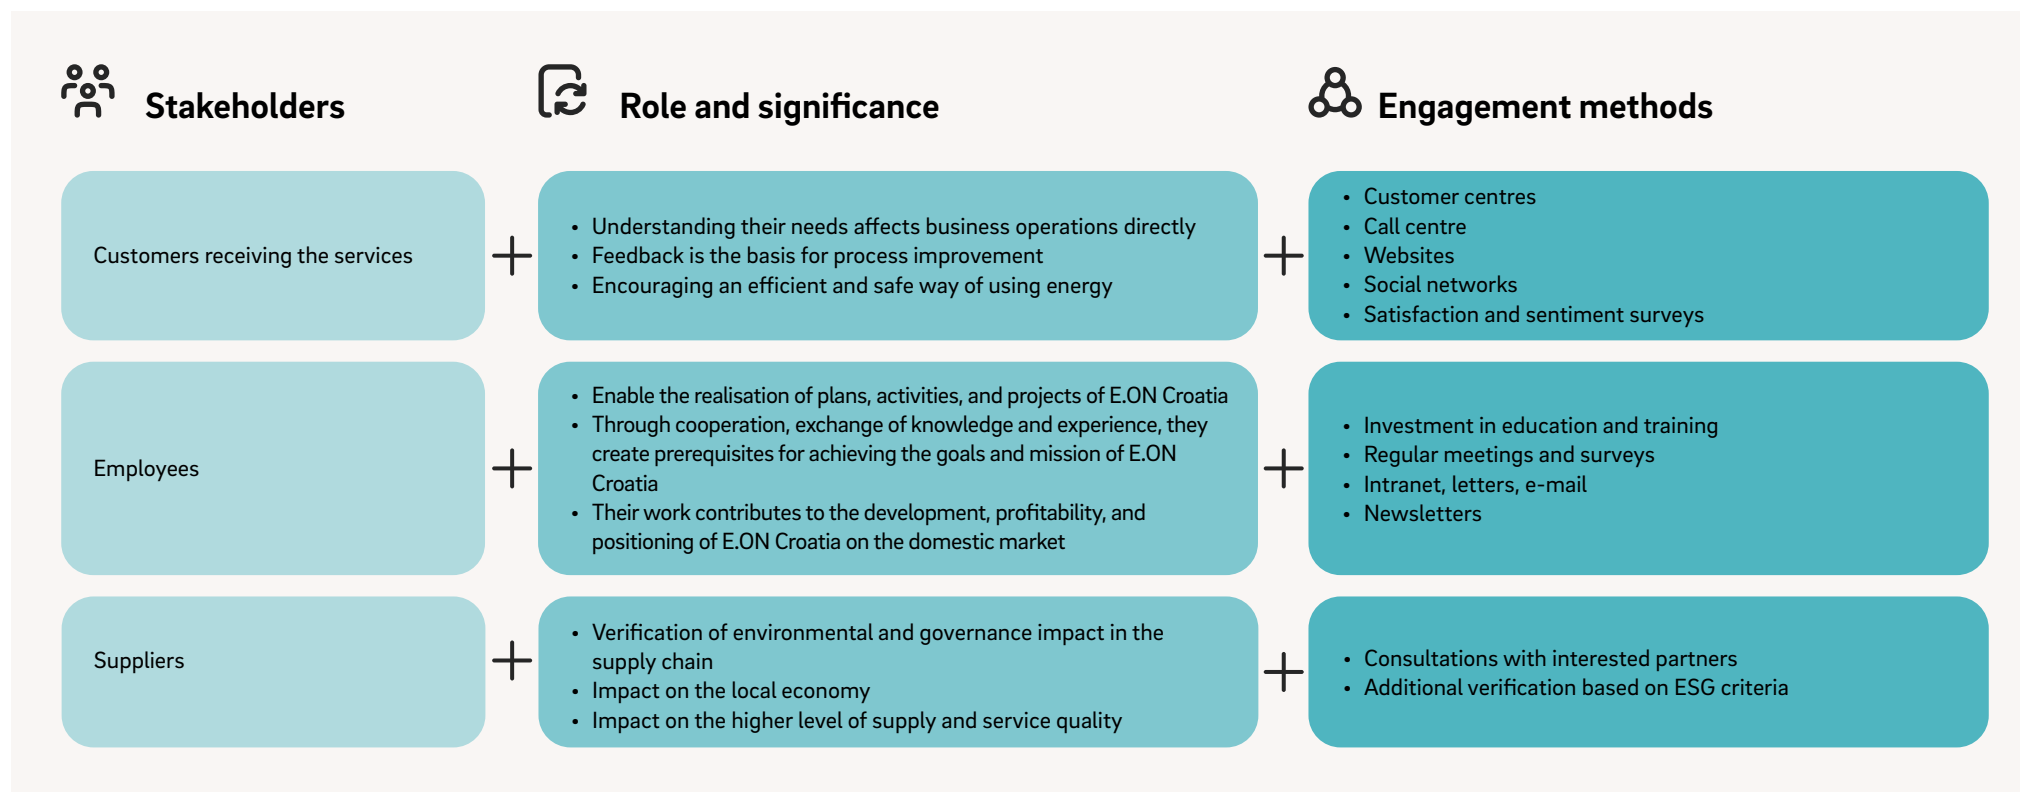 Stakeholders
Role and significance
Engagement methods
Customers receiving the services
• Understanding their needs affects business operations directly
• Feedback is the basis for process improvement
• Encouraging an efficient and safe way of using energy
• Customer centres
• Call centre
• Websites
• Social networks
• Satisfaction and sentiment surveys
Employees
• Enable the realisation of plans, activities, and projects of E.ON Croatia
• Through cooperation, exchange of knowledge and experience, they
create prerequisites for achieving the goals and mission of E.ON
Croatia
• Their work contributes to the development, profitability, and
positioning of E.ON Croatia on the domestic market
• Investment in education and training
• Regular meetings and surveys
• Intranet, letters, e-mail
• Newsletters
Suppliers
• Verification of environmental and governance impact in the
supply chain
• Impact on the local economy
• Impact on the higher level of supply and service quality
• Consultations with interested partners
• Additional verification based on ESG criteria